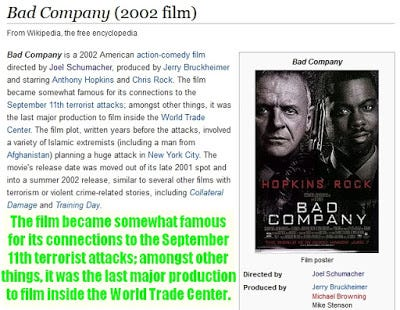 Bad Company (2002 film)
From Wikipedia, the free encyclopedia
Bad Company is a 2002 American action-comedy film
directed by Joel Schumacher, produced by Jerry Bruckheimer
and starring Anthony Hopkins and Chris Rock. The film
became somewhat famous for its connections to the
September 11th terrorist attacks; amongst other things, it was
the last major production to film inside the World Trade
Center. The film plot, written years before the attacks, involved
a variety of Islamic extremists (including a man from
Afghanistan) planning a huge attack in New York City. The
movie's release date was moved out of its late 2001 spot and
into a summer 2002 release, similar to several other films with
terrorism or violent crime-related stories, including Collateral
Damage and Training Day.
The film became somewhat famous
for its connections to the September
11th terrorist attacks; amongst other
things, it was the last major production
to film inside the World Trade Center.
Bad Company
HOPKINS ROCK
BAD
COMPANY
Film poster
Directed by Joel Schumacher
Produced by Jerry Bruckheimer
Michael Browning
Mike Stenson